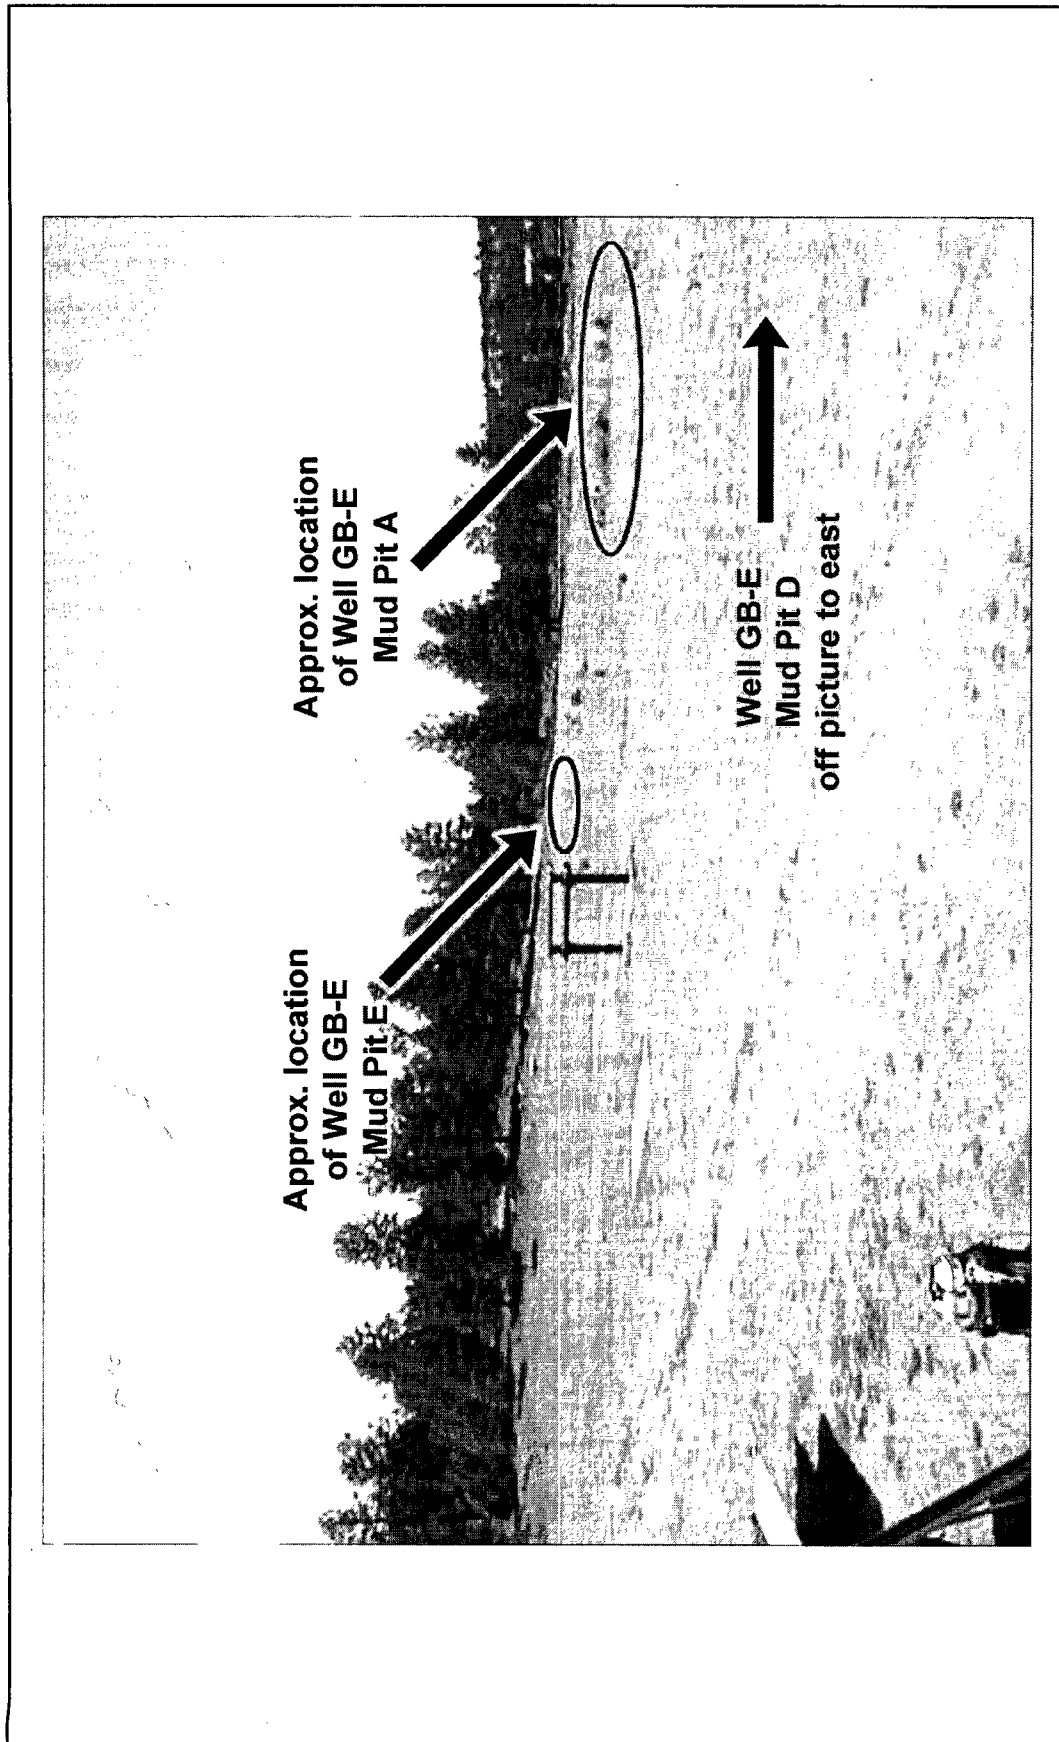 Approx. location
of Well GB-E
Mud Pit E
Approx. location
of Well GB-E
Mud Pit A
Well GB-E
Mud Pit D
off picture to east